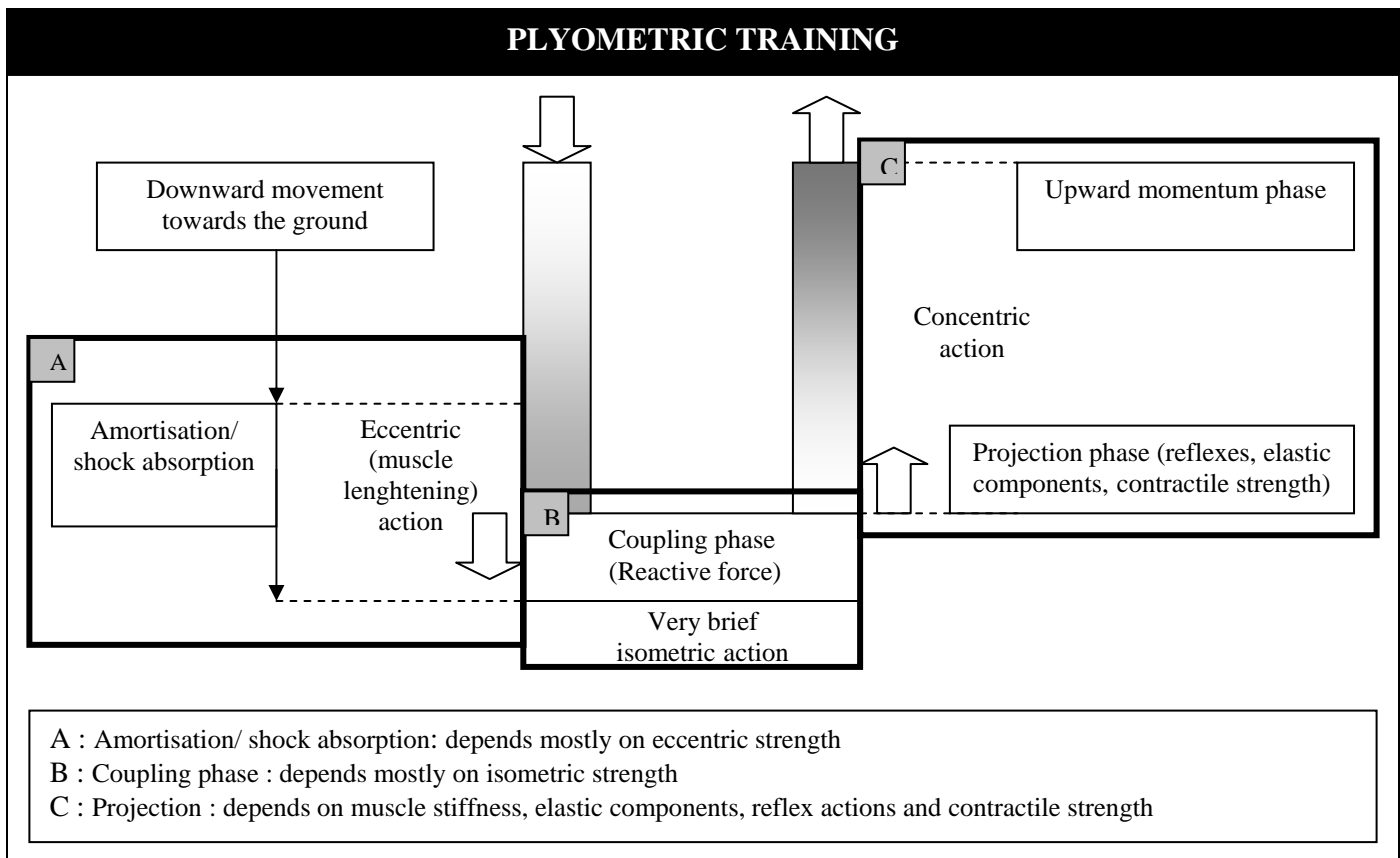 PLYOMETRIC TRAINING
Downward movement
towards the ground
A
Amortisation/
shock absorption
Eccentric
(muscle
lenghtening)
action
B
Coupling phase
(Reactive force)
Very brief
isometric action
C
Upward momentum phase
Concentric
action
Projection phase (reflexes, elastic
components, contractile strength)
A : Amortisation/ shock absorption: depends mostly on eccentric strength
B : Coupling phase : depends mostly on isometric strength
C : Projection : depends on muscle stiffness, elastic components, reflex actions and contractile strength